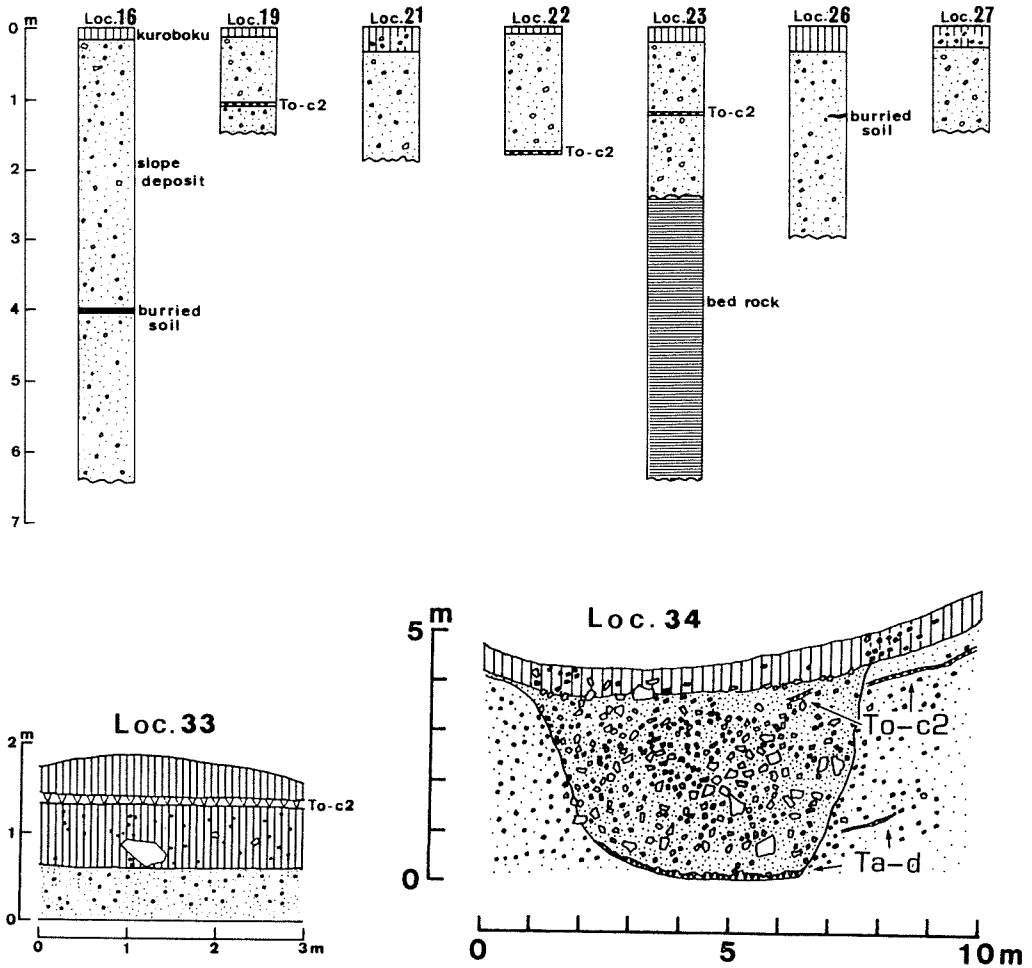 m
Loc.16
Loc.19
Loc.21
Loc.22
Loc.23
Loc.26
Loc.27
0
kuroboku
1
To-c2
To-c2
burried
soil
To-c2
slope
deposit
2
3
4
burried
soil
bed rock
5
6
7
Loc.33
2 m
To-c2
1
0
0 1 2 3 m
Loc.34
5 m
To-c2
Ta-d
0
0 5 10 m